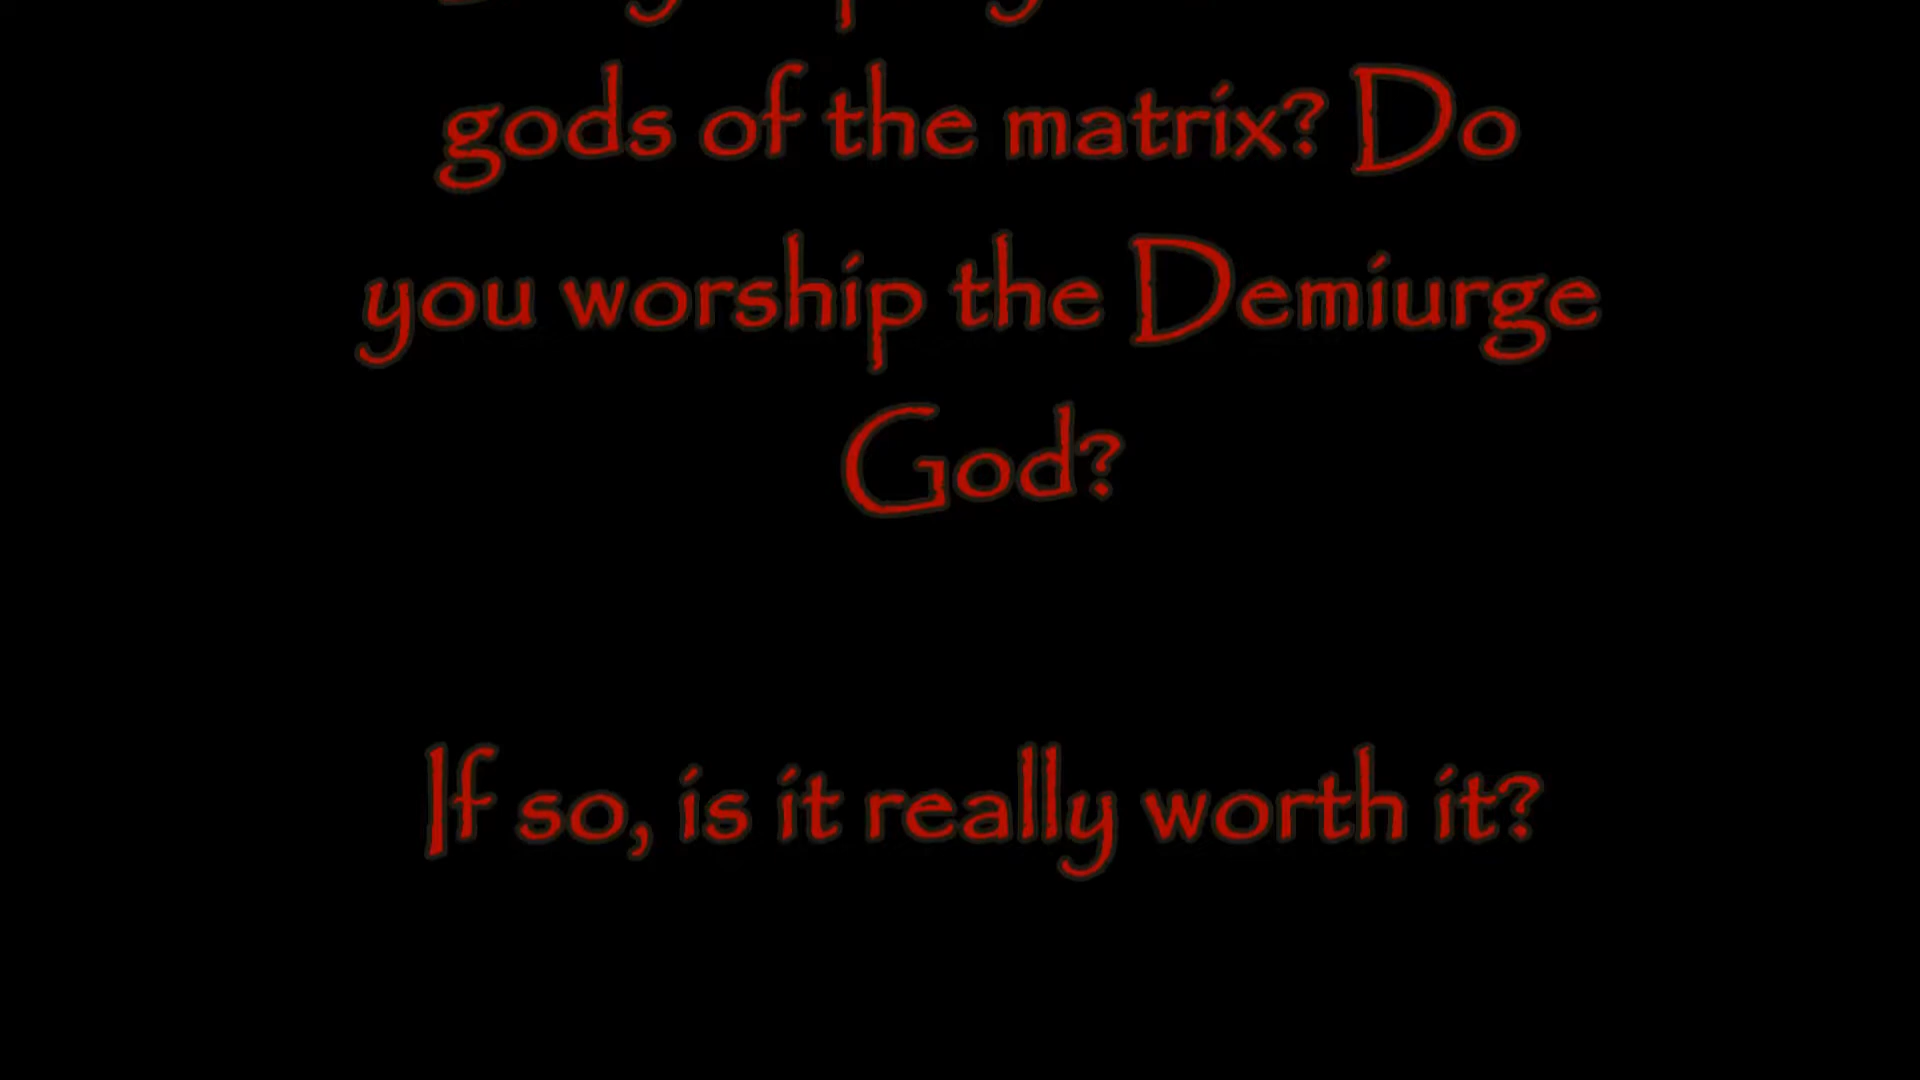 gods of the matrix? Do
you worship the Demiurge
God?
If so, is it really worth it?